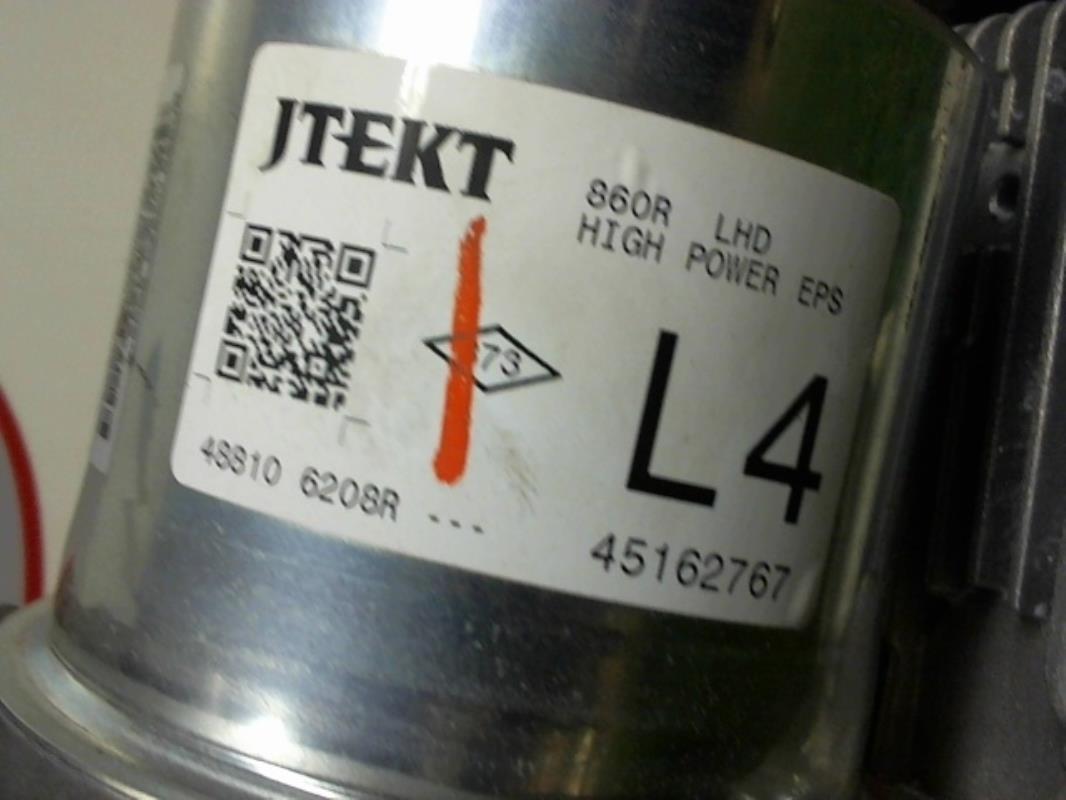 JTEKT
860R LHD
HIGH POWER EPS
73
L4
48810 6208R ---
45162767